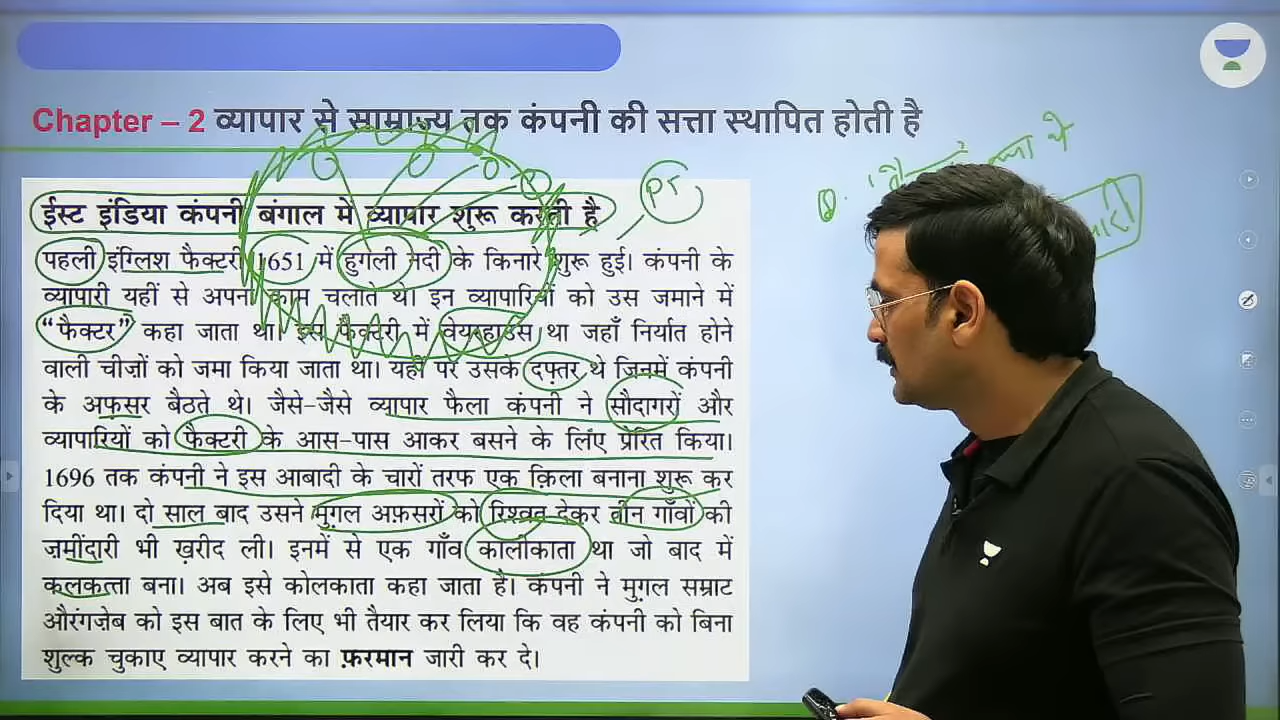 Chapter – 2 व्यापार से साम्राज्य तक कंपनी की सत्ता स्थापित होती है
ईस्ट इंडिया कंपनी बंगाल में व्यापार शुरू करती है
पहली इंग्लिश फैक्टरी 1651 में हुगली नदी के किनारे शुरू हुई। कंपनी के
व्यापारी यहीं से अपना काम चलाते थे। इन व्यापारियों को उस जमाने में
“फैक्टर” कहा जाता था। इस फैक्टरी में वेयरहाउस था जहाँ निर्यात होने
वाली चीज़ों को जमा किया जाता था। यहीं पर उसके दफ़्तर थे जिनमें कंपनी
के अफ़सर बैठते थे। जैसे-जैसे व्यापार फैला कंपनी ने सौदागरों और
व्यापारियों को फैक्टरी के आस-पास आकर बसने के लिए प्रेरित किया।
1696 तक कंपनी ने इस आबादी के चारों तरफ एक क़िला बनाना शुरू कर
दिया था। दो साल बाद उसने मुग़ल अफ़सरों को रिश्वत देकर तीन गाँवों की
ज़मींदारी भी ख़रीद ली। इनमें से एक गाँव कालीकाता था जो बाद में
कलकत्ता बना। अब इसे कोलकाता कहा जाता है। कंपनी ने मुग़ल सम्राट
औरंगज़ेब को इस बात के लिए भी तैयार कर लिया कि वह कंपनी को बिना
शुल्क चुकाए व्यापार करने का फ़रमान जारी कर दे।